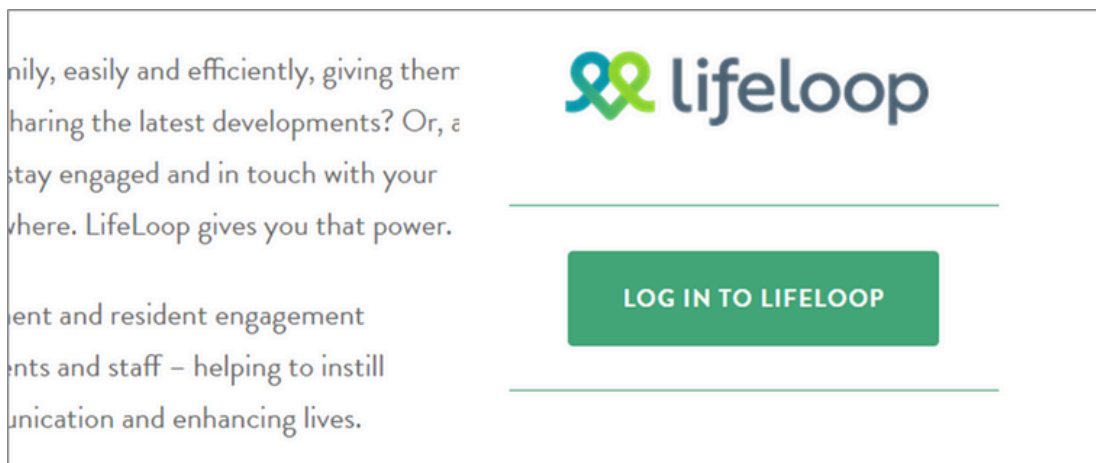 nily, easily and efficiently, giving them
haring the latest developments? Or, a
stay engaged and in touch with your
where. LifeLoop gives you that power.
ent and resident engagement
ents and staff – helping to instill
unication and enhancing lives.
lifeloop
LOG IN TO LIFELOOP